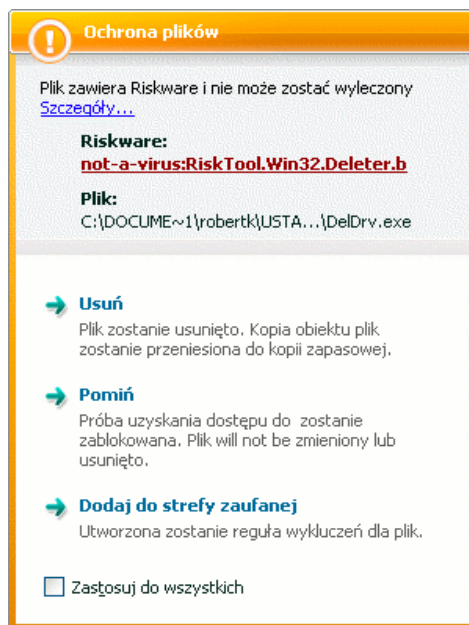 Ochrona plików
Plik zawiera Riskware i nie może zostać wyleczony
Szczegóły...
Riskware:
not-a-virus:RiskTool.Win32.Deleter.b
Plik:
C:\DOCUME~1\robertk\USTA...\DelDrv.exe
Usuń
Plik zostanie usunięto. Kopia obiektu plik
zostanie przeniesiona do kopii zapasowej.
Pomiń
Próba uzyskania dostępu do  zostanie
zablokowana. Plik will not be zmieniony lub
usunięto.
Dodaj do strefy zaufanej
Utworzona zostanie reguła wykluczeń dla plik.
Zastosuj do wszystkich